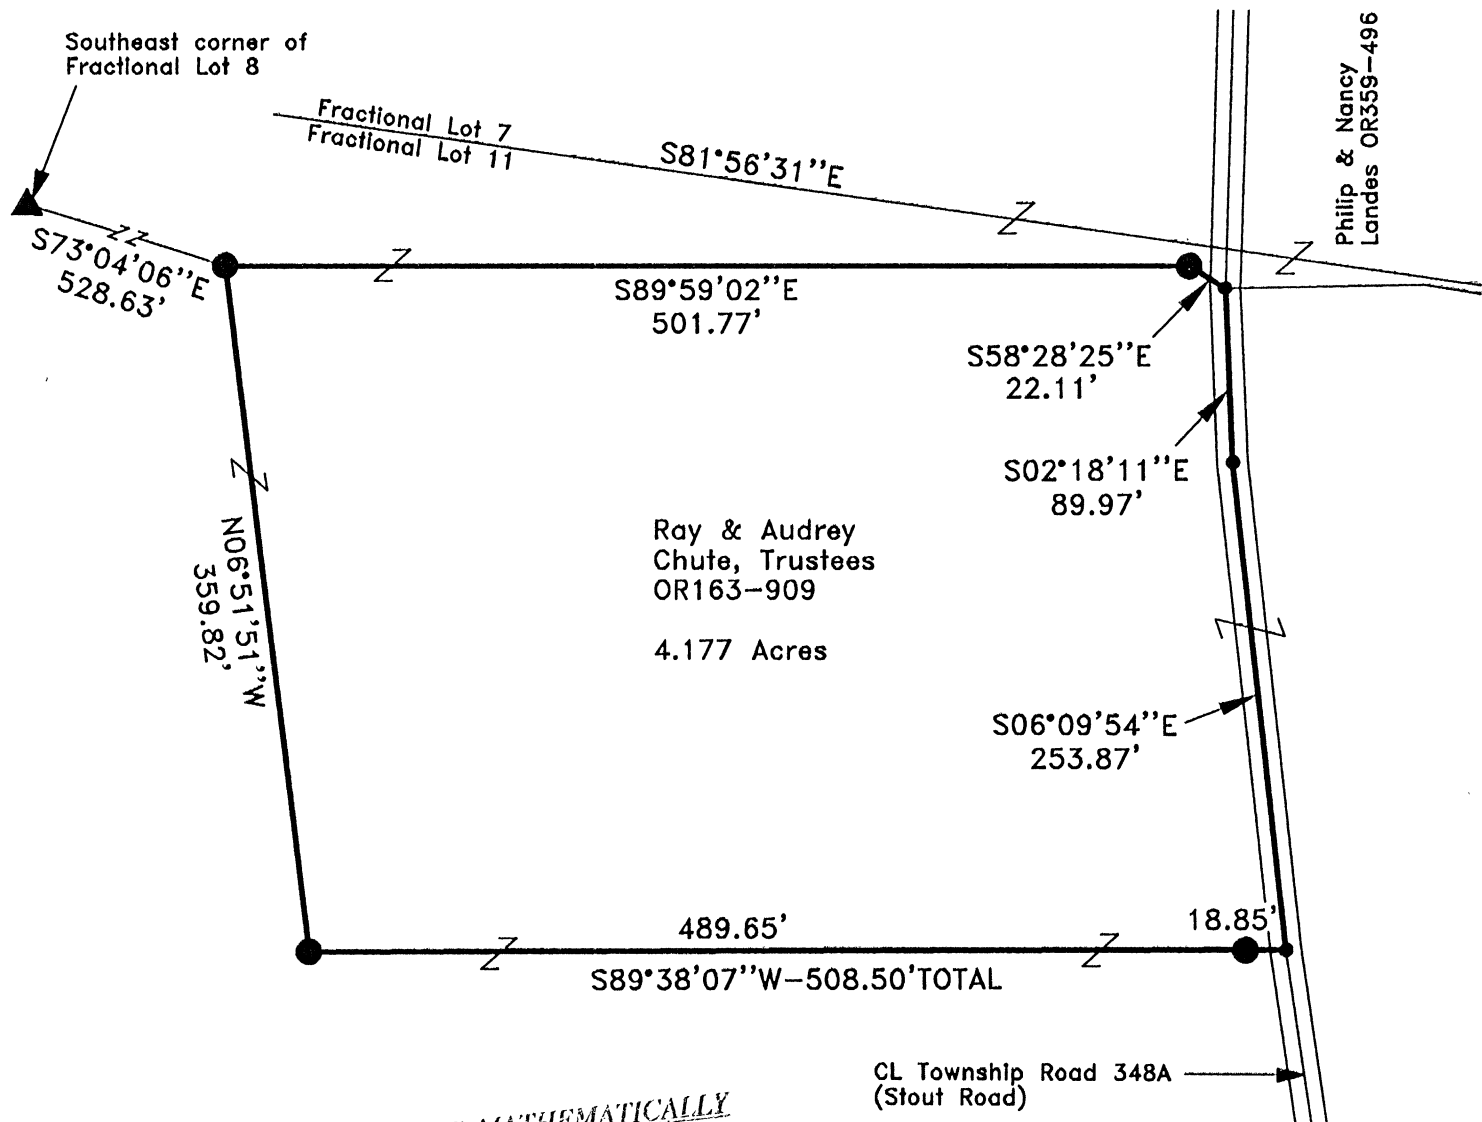 Southeast corner of
Fractional Lot 8
Fractional Lot 7
Fractional Lot 11
S81°56'31''E
Philip & Nancy
Landes OR359-496
S73°04'06''E
528.63'
S89°59'02''E
501.77'
S58°28'25''E
22.11'
S02°18'11''E
89.97'
N06°51'51''W
359.82'
Ray & Audrey
Chute, Trustees
OR163-909
4.177 Acres
S06°09'54''E
253.87'
489.65'
18.85'
S89°38'07''W-508.50'TOTAL
CL Township Road 348A
(Stout Road)
MATHEMATICALLY